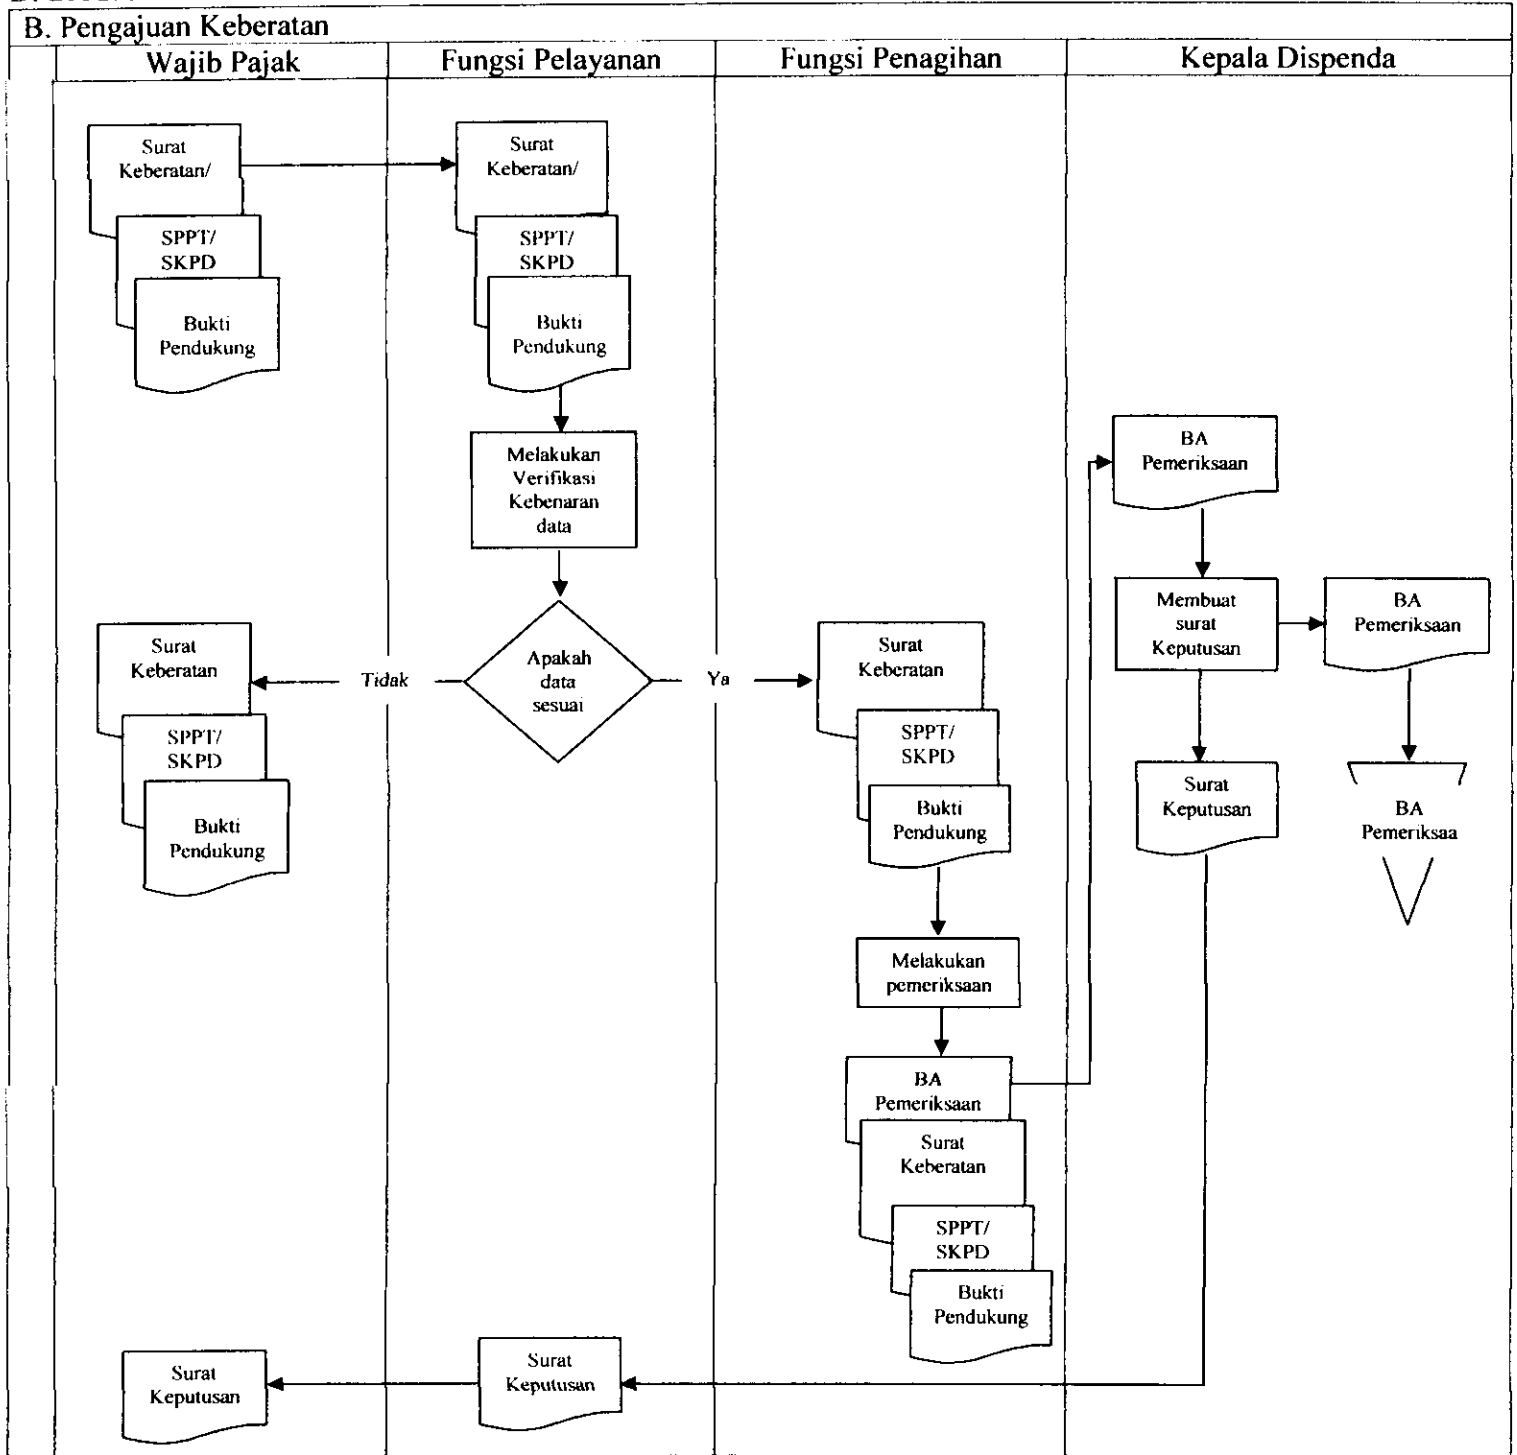 B. Pengajuan Keberatan
Wajib Pajak
Fungsi Pelayanan
Fungsi Penagihan
Kepala Dispenda
Surat
Keberatan/
SPPT/
SKPD
Bukti
Pendukung
Surat
Keberatan/
SPPT/
SKPD
Bukti
Pendukung
Melakukan
Verifikasi
Kebenaran
data
Apakah
data
sesuai
Tidak
Ya
Surat
Keberatan
SPPT/
SKPD
Bukti
Pendukung
Surat
Keberatan
SPPT/
SKPD
Bukti
Pendukung
Melakukan
pemeriksaan
BA
Pemeriksaan
Surat
Keberatan
SPPT/
SKPD
Bukti
Pendukung
BA
Pemeriksaan
Membuat
surat
Keputusan
BA
Pemeriksaan
Surat
Keputusan
BA
Pemeriksaa
Surat
Keputusan
Surat
Keputusan